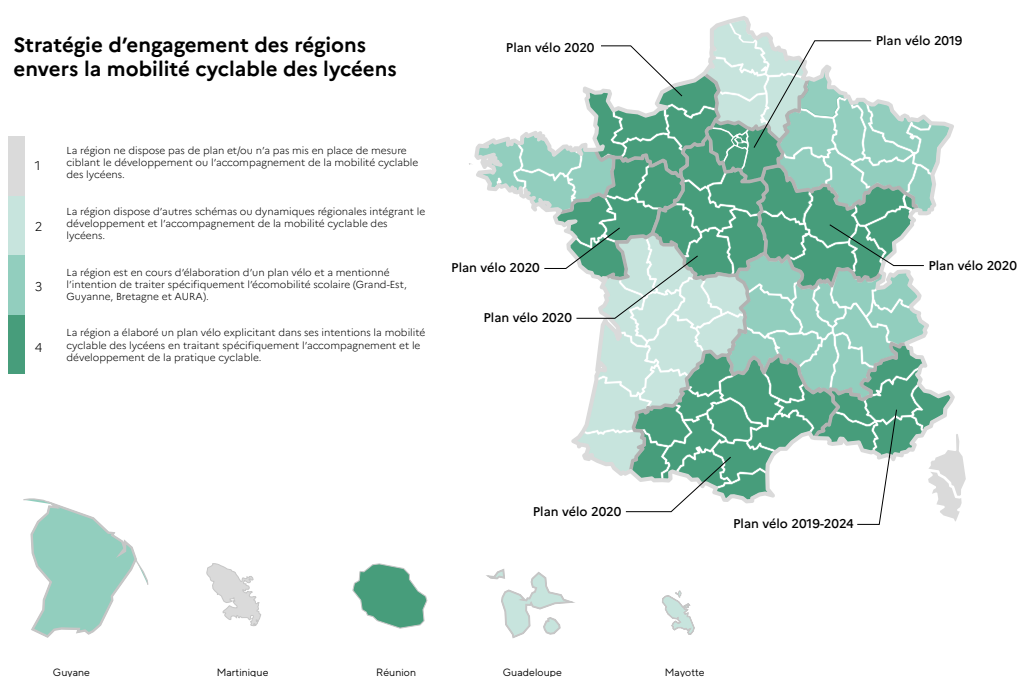 Stratégie d'engagement des régions
envers la mobilité cyclable des lycéens
1
La région ne dispose pas de plan et/ou n'a pas mis en place de mesure
ciblant le développement ou l'accompagnement de la mobilité cyclable
des lycéens.
2
La région dispose d'autres schémas ou dynamiques régionales intégrant le
développement et l'accompagnement de la mobilité cyclable des
lycéens.
3
La région est en cours d'élaboration d'un plan vélo et a mentionné
l'intention de traiter spécifiquement l'écomobilité scolaire (Grand-Est,
Guyanne, Bretagne et AURA).
4
La région a élaboré un plan vélo explicitant dans ses intentions la mobilité
cyclable des lycéens en traitant spécifiquement l'accompagnement et le
développement de la pratique cyclable.
Plan vélo 2020
Plan vélo 2019
Plan vélo 2020
Plan vélo 2020
Plan vélo 2020
Plan vélo 2020
Plan vélo 2019-2024
Guyane
Martinique
Réunion
Guadeloupe
Mayotte